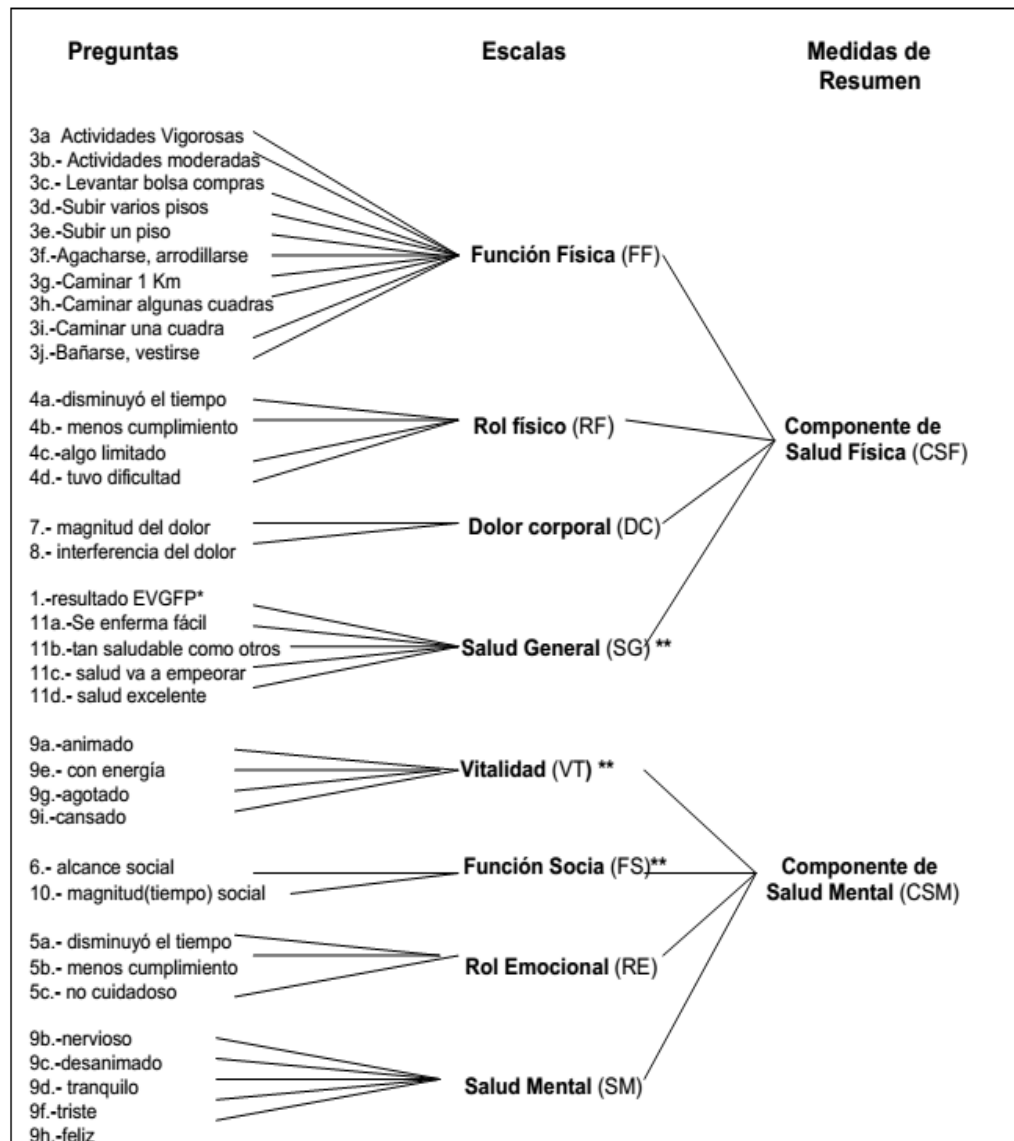 Preguntas
Escalas
Medidas de
Resumen
3a Actividades Vigorosas
3b.- Actividades moderadas
3c.- Levantar bolsa compras
3d.-Subir varios pisos
3e.-Subir un piso
3f.-Agacharse, arrodillarse
3g.-Caminar 1 Km
3h.-Caminar algunas cuadras
3i.-Caminar una cuadra
3j.-Bañarse, vestirse
Función Física (FF)
4a.-disminuyó el tiempo
4b.- menos cumplimiento
4c.-algo limitado
4d.- tuvo dificultad
Rol físico (RF)
Componente de
Salud Física (CSF)
7.- magnitud del dolor
8.- interferencia del dolor
Dolor corporal (DC)
1.-resultado EVGFP*
11a.-Se enferma fácil
11b.-tan saludable como otros
11c.- salud va a empeorar
11d.- salud excelente
Salud General (SG) **
9a.-animado
9e.- con energía
9g.-agotado
9i.-cansado
Vitalidad (VT) **
6.- alcance social
10.- magnitud(tiempo) social
Función Socia (FS)**
Componente de
Salud Mental (CSM)
5a.- disminuyó el tiempo
5b.- menos cumplimiento
5c.- no cuidadoso
Rol Emocional (RE)
9b.-nervioso
9c.-desanimado
9d.- tranquilo
9f.-triste
9h.-feliz
Salud Mental (SM)